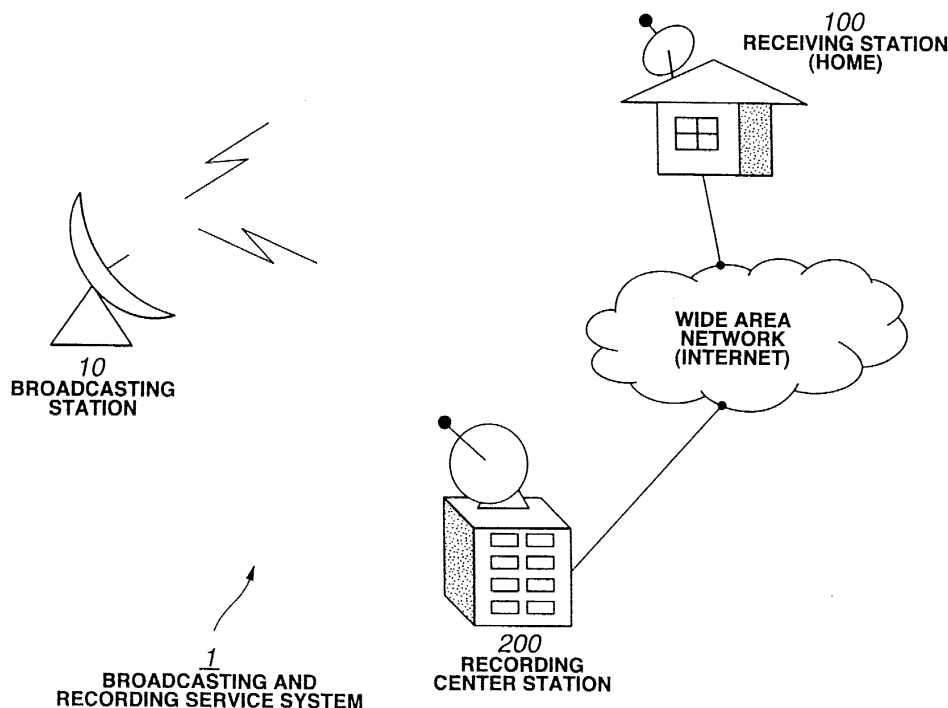 100
RECEIVING STATION
(HOME)
WIDE AREA
NETWORK
(INTERNET)
10
BROADCASTING
STATION
200
RECORDING
CENTER STATION
1
BROADCASTING AND
RECORDING SERVICE SYSTEM